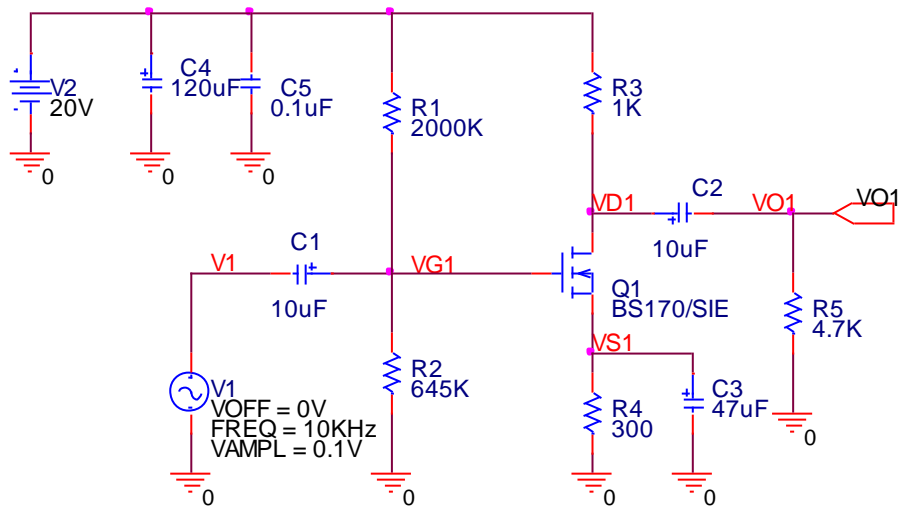 V2
20V
0
C4
120uF
0
C5
0.1uF
0
R1
2000K
R3
1K
VD1
C2
10uF
VO1
VO1
V1
C1
10uF
VG1
Q1
BS170/SIE
R5
4.7K
0
VS1
V1
VOFF = 0V
FREQ = 10KHz
VAMPL = 0.1V
0
R2
645K
0
R4
300
0
C3
47uF
0